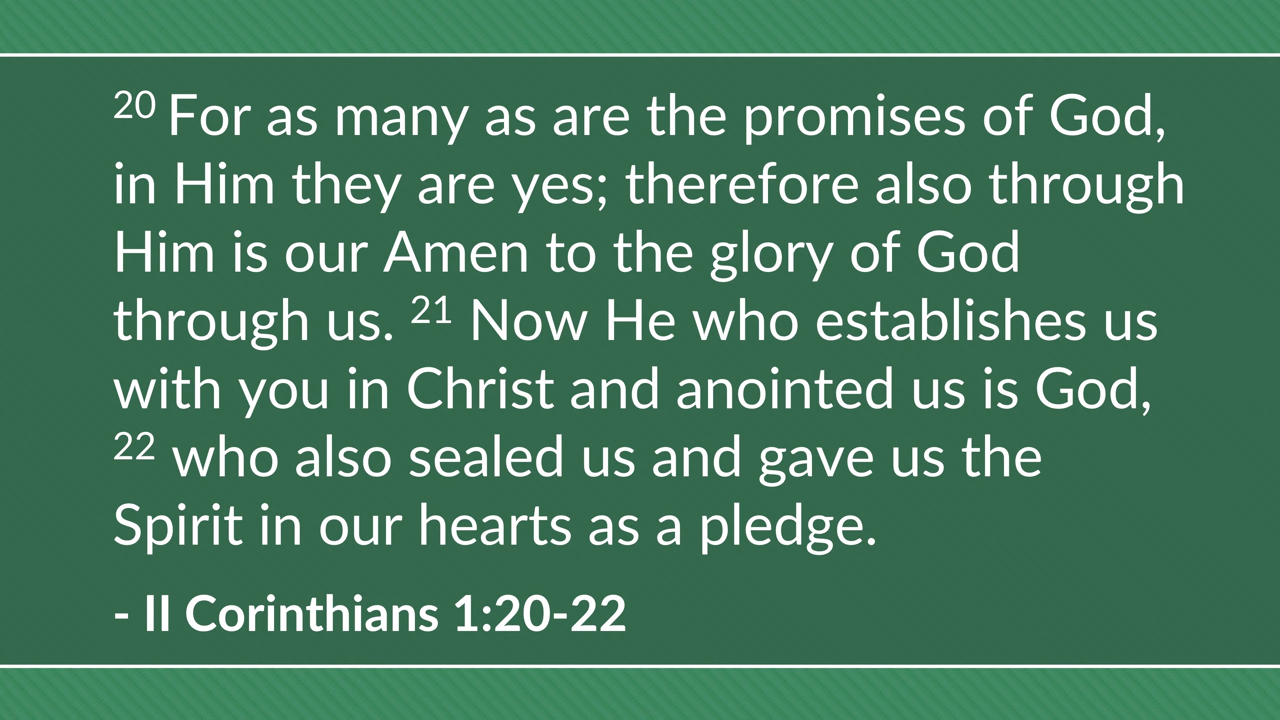 20 For as many as are the promises of God,
in Him they are yes; therefore also through
Him is our Amen to the glory of God
through us. 21 Now He who establishes us
with you in Christ and anointed us is God,
22 who also sealed us and gave us the
Spirit in our hearts as a pledge.
- II Corinthians 1:20-22